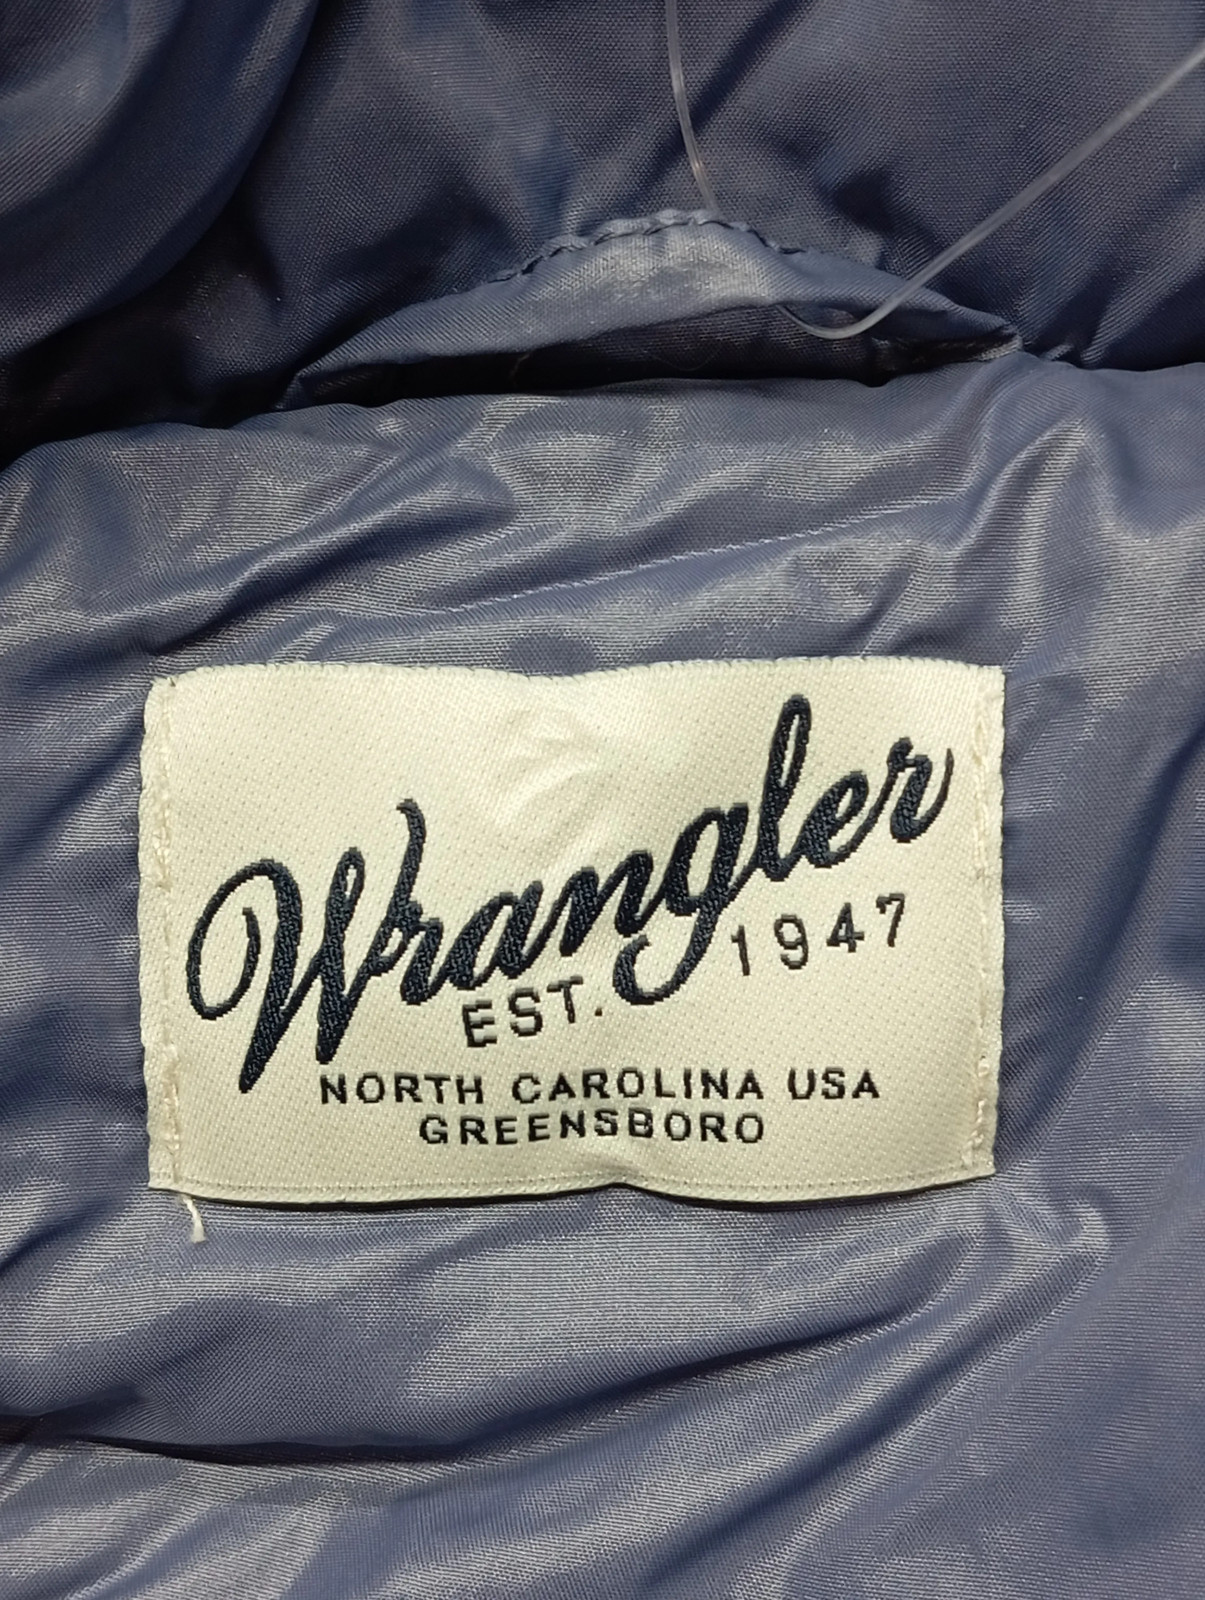 Wrangler
EST. 1947
NORTH CAROLINA USA
GREENSBORO